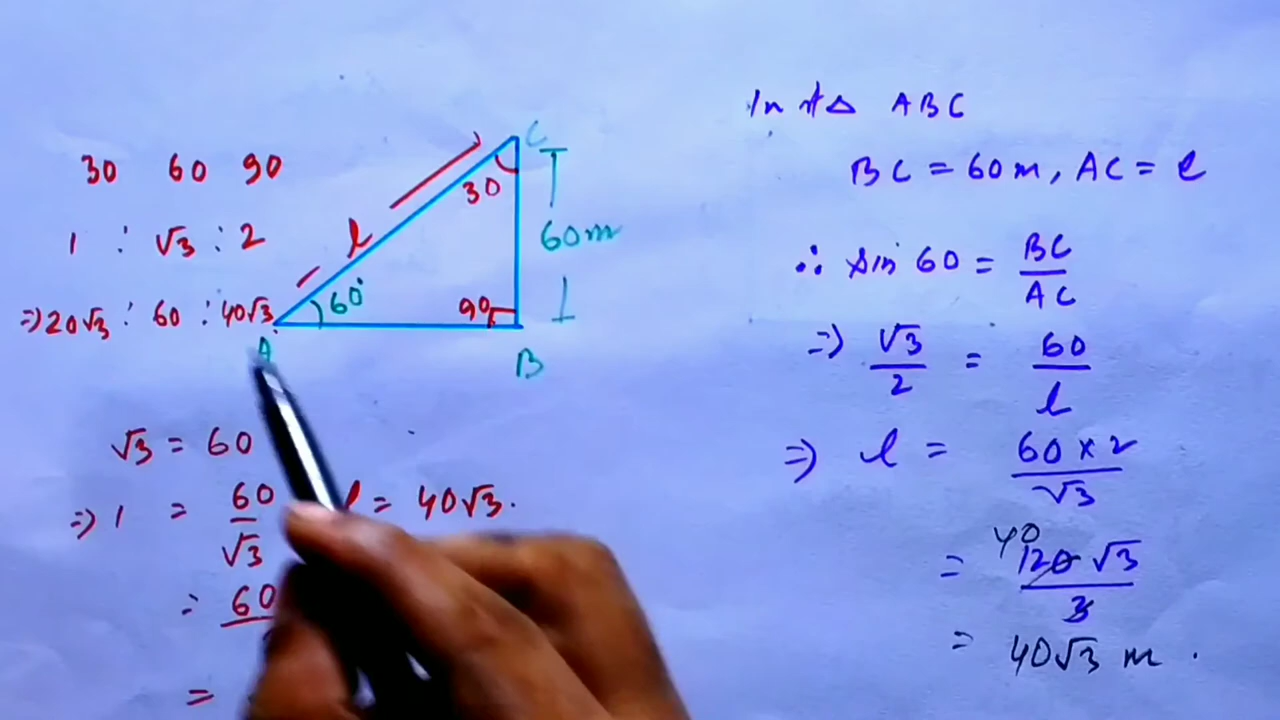 30 60 90
1 : √3 : 2
⇒ 20√3 : 60 : 40√3
C
30
l
60m
60°
90
A
B
√3 = 60
⇒ 1 = 60/√3
l = 40√3.
= 60
=
In rt△ ABC
BC = 60m, AC = l
∴ sin 60 = BC/AC
⇒ √3/2 = 60/l
⇒ l = 60×2/√3
40
= 120√3/3
= 40√3 m.